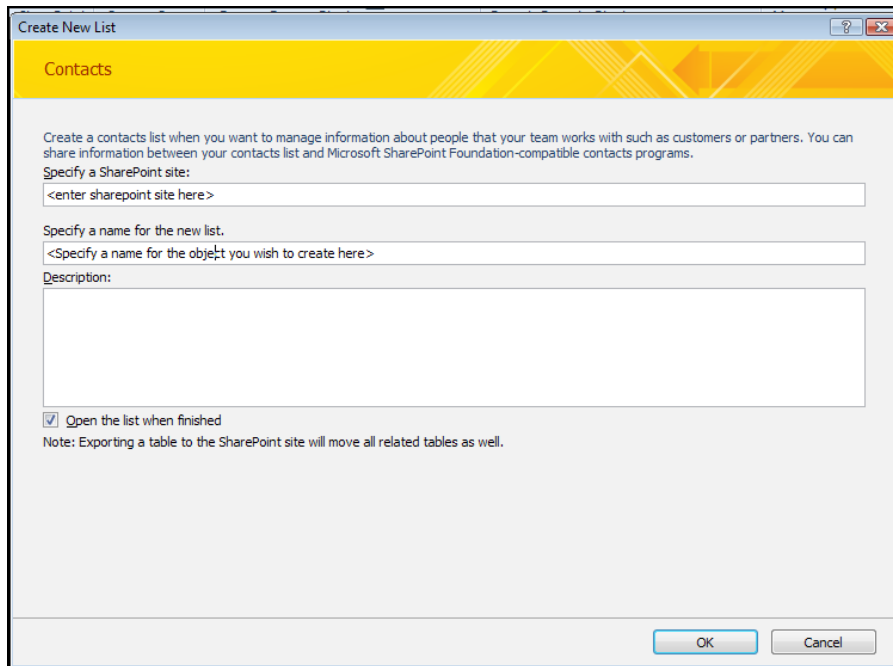 Create New List
Contacts
Create a contacts list when you want to manage information about people that your team works with such as customers or partners. You can
share information between your contacts list and Microsoft SharePoint Foundation-compatible contacts programs.
Specify a SharePoint site:
<enter sharepoint site here>
Specify a name for the new list.
<Specify a name for the object you wish to create here>
Description:
Open the list when finished
Note: Exporting a table to the SharePoint site will move all related tables as well.
OK Cancel